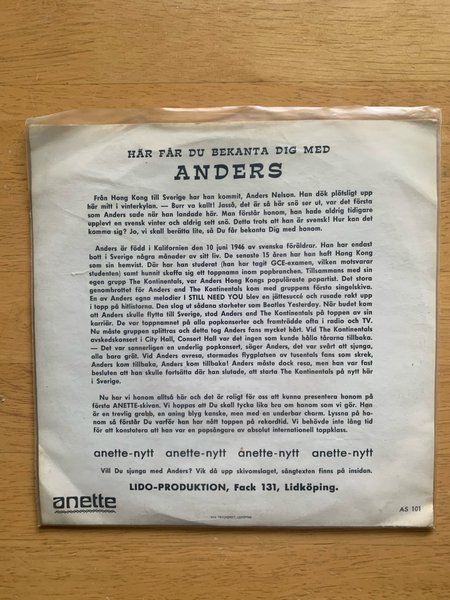 HÄR FÅR DU BEKANTA DIG MED
ANDERS
Från Hong Kong till Sverige har han kommit, Anders Nelson. Han dök plötsligt upp
här mitt i vinterkylan. — Burr va kallt! Jasså, det är så här snö ser ut, var det första
som Anders sade när han landade här. Man förstår honom, han hade aldrig tidigare
upplevt en svensk vinter och aldrig sett snö. Detta trots att han är svensk! Hur kan det
komma sig? Jo, vi skall berätta lite, så Du får bekanta Dig med honom.
Anders är född i Kalifornien den 10 juni 1946 av svenska föräldrar. Han har endast
bott i Sverige några månader av sitt liv. De senaste 15 åren har han haft Hong Kong
som sin hemvist. Där har han studerat (han har tagit GCE-examen, vilken motsvarar
studenten) samt hunnit skaffa sig ett toppnamn inom popbranchen. Tillsammans med sin
egen grupp The Kontinentals, var Anders Hong Kongs populäraste popartist. Det stora
genombrottet för Anders and The Kontinentals kom med gruppens första singelskiva.
En av Anders egna melodier I STILL NEED YOU blev en jättesuccé och rusade rakt upp
i topp på hitlistorna. Den slog ut sådana storheter som Beatles Yesterday. När budet kom
att Anders skulle flytta till Sverige, stod Anders and The Kontinentals på toppen av sin
karriär. De var toppnamnet på alla popkonserter och framträdde ofta i radio och TV.
Nu måste gruppen splittras och detta tog Anders fans mycket hårt. Vid The Kontinentals
avskedskonsert i City Hall, Consert Hall var det ingen som kunde hålla tårarna tillbaka.
— Det var sannerligen en underlig popkonsert, säger Anders, det var svårt att sjunga,
alla bara grät. Vid Anders avresa, stormades flygplatsen av tusentals fans som skrek,
Anders kom tillbaka, Anders kom tillbaka! Anders måste dock resa, men han var fast
besluten att han skulle fortsätta där han slutade, att starta The Kontinentals på nytt här
i Sverige.
Nu har vi honom alltså här och det är roligt för oss att kunna presentera honom på
första ANETTE-skivan. Vi hoppas att Du skall tycka lika bra om honom som vi gör. Han
är en trevlig grabb, en aning blyg kanske, men med en underbar charm. Lyssna på ho-
nom så förstår Du varför han har nått toppen på rekordtid. Vi behövde inte lång tid
för att konstatera att han var en popsångare av absolut internationell toppklass.
anette-nytt anette-nytt anette-nytt anette-nytt
Vill Du sjunga med Anders? Vik då upp skivomslaget, sångtexten finns på insidan.
LIDO-PRODUKTION, Fack 131, Lidköping.
anette
AS 101